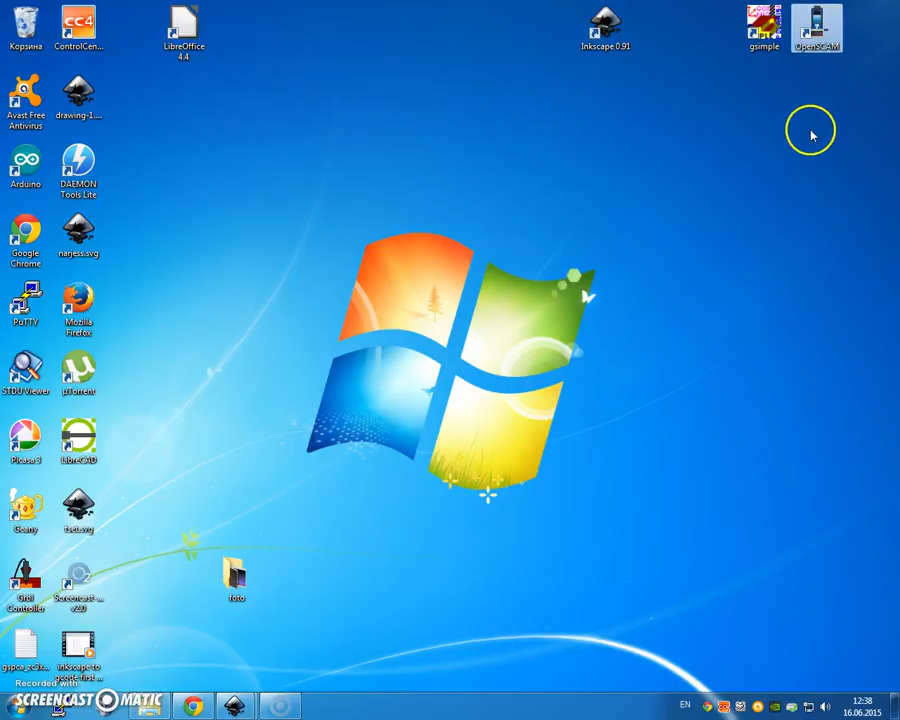 Корзина
ControlCen...
LibreOffice
4.4
Inkscape 0.91
gsimple
OpenSCAM
Avast Free
Antivirus
drawing-1....
Arduino
DAEMON
Tools Lite
Google
Chrome
narjess.svg
PuTTY
Mozilla
Firefox
STDU Viewer
µTorrent
Picasa 3
LibreCAD
Geany
tset.svg
Grbl
Controller
Screencast-...
v2.0
foto
gspca_zc3x...
inkscape to
gcode-first ...
Recorded with
SCREENCAST MATIC
EN
12:38
16.06.2015